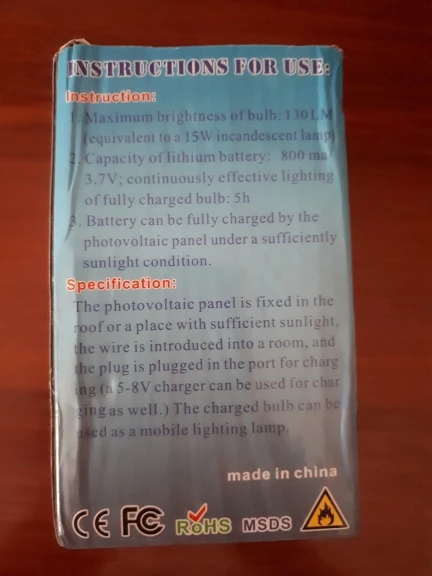 INSTRUCTIONS FOR USE:
Instruction:
1. Maximum brightness of bulb: 130 LM
(equivalent to a 15W incandescent lamp)
2. Capacity of lithium battery: 800 ma
3.7V; continuously effective lighting
of fully charged bulb: 5h
3. Battery can be fully charged by the
photovoltaic panel under a sufficiently
sunlight condition.
Specification:
The photovoltaic panel is fixed in the
roof or a place with sufficient sunlight,
the wire is introduced into a room, and
the plug is plugged in the port for charg
ing (a 5-8V charger can be used for char
ging as well.) The charged bulb can be
used as a mobile lighting lamp.
made in china
CE FC RoHS MSDS